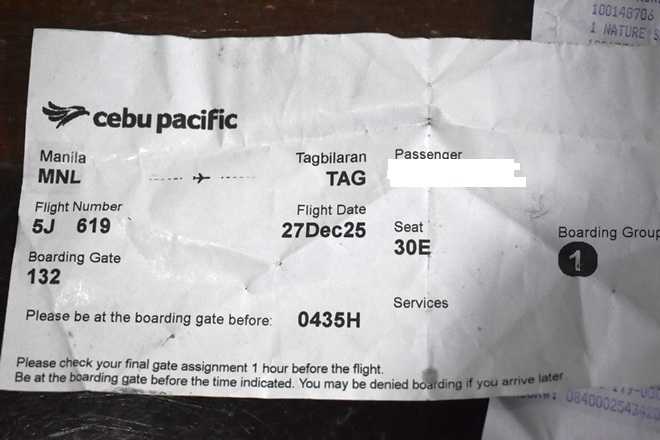 100148706
1 NATURE S
cebu pacific
Manila
MNL
Tagbilaran
TAG
Passenger
Flight Number
5J 619
Flight Date
27Dec25
Seat
30E
Boarding Group
1
Boarding Gate
132
Services
Please be at the boarding gate before: 0435H
Please check your final gate assignment 1 hour before the flight.
Be at the boarding gate before the time indicated. You may be denied boarding if you arrive later